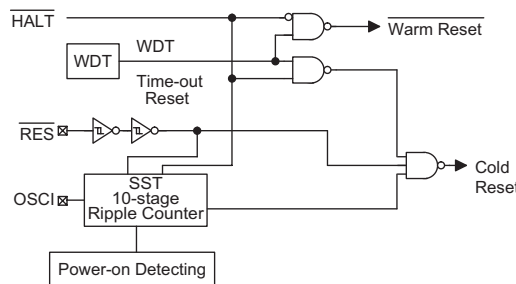 HALT
Warm Reset
WDT
WDT
Time-out
Reset
RES
Cold
Reset
SST
10-stage
Ripple Counter
OSCI
Power-on Detecting